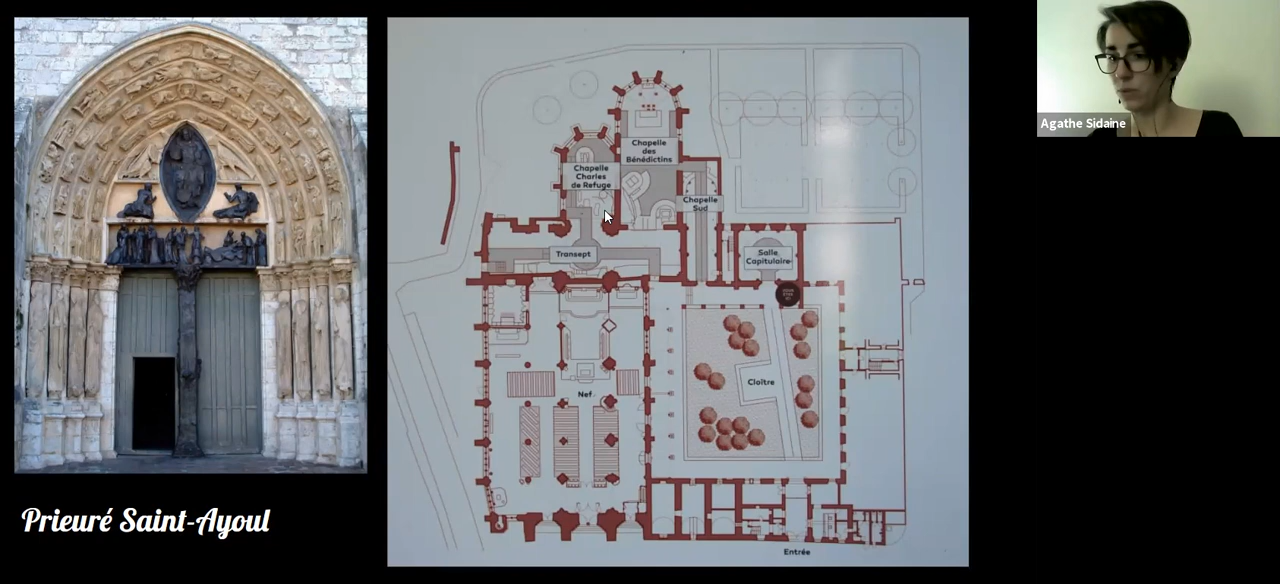 Agathe Sidaine
Chapelle
des
Bénédictins
Chapelle
Charles
de Refuge
Chapelle
Sud
Transept
Salle
Capitulaire
Cloître
Nef
Prieuré Saint-Ayoul
Entrée